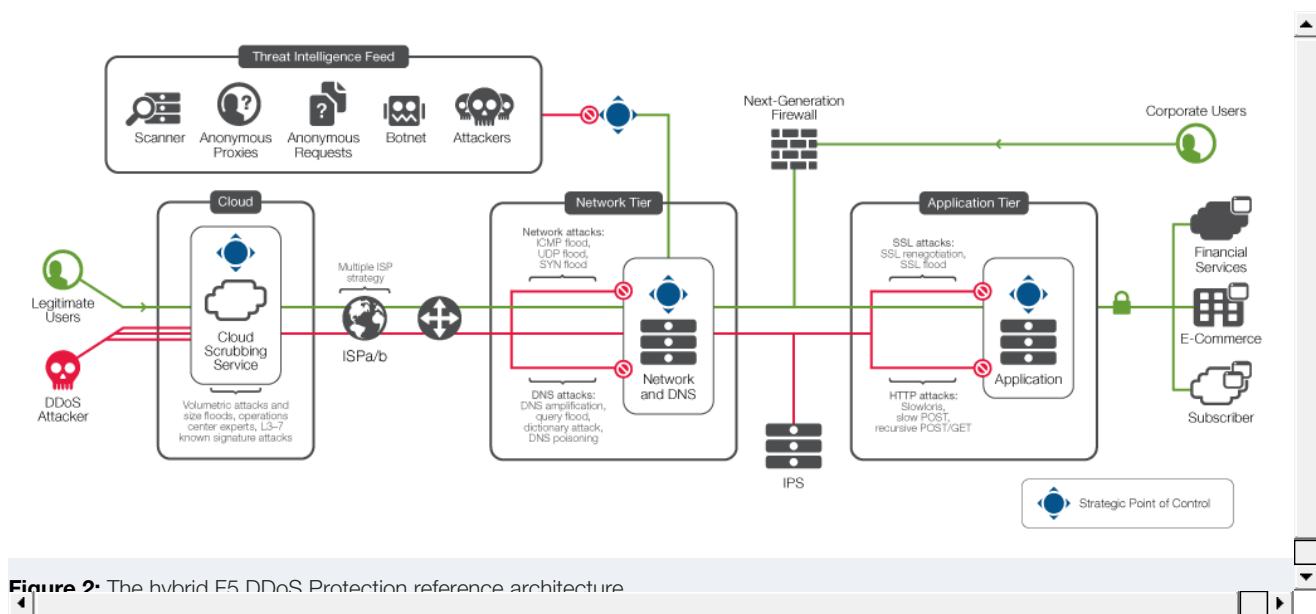 Threat Intelligence Feed
Scanner
Anonymous
Proxies
Anonymous
Requests
Botnet
Attackers
Next-Generation
Firewall
Corporate Users
Cloud
Network Tier
Application Tier
Legitimate
Users
DDoS
Attacker
Cloud
Scrubbing
Service
Volumetric attacks and
size floods, operations
center experts, L3–7
known signature attacks
Multiple ISP
strategy
ISPa/b
Network attacks:
ICMP flood,
UDP flood,
SYN flood
DNS attacks:
DNS amplification,
query flood,
dictionary attack,
DNS poisoning
Network
and DNS
IPS
SSL attacks:
SSL renegotiation,
SSL flood
HTTP attacks:
Slowloris,
slow POST,
recursive POST/GET
Application
Financial
Services
E-Commerce
Subscriber
Strategic Point of Control
Figure 2: The hybrid F5 DDoS Protection reference architecture